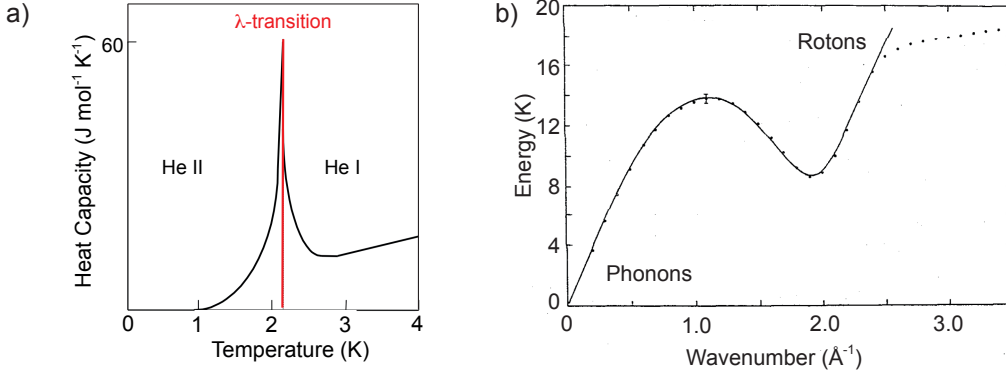 a)
λ-transition
60
Heat Capacity (J mol⁻¹ K⁻¹)
He II
He I
0 1 2 3 4
Temperature (K)
b)
20
16
12
8
4
0
Energy (K)
Rotons
Phonons
0 1.0 2.0 3.0
Wavenumber (Å⁻¹)